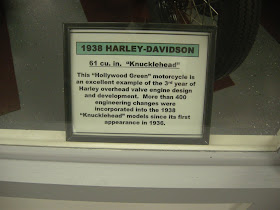 1938 HARLEY-DAVIDSON
61 cu. in. "Knucklehead"
This "Hollywood Green" motorcycle is
an excellent example of the 3rd year of
Harley overhead valve engine design
and development. More than 400
engineering changes were
incorporated into the 1938
"Knucklehead" models since its first
appearance in 1936.